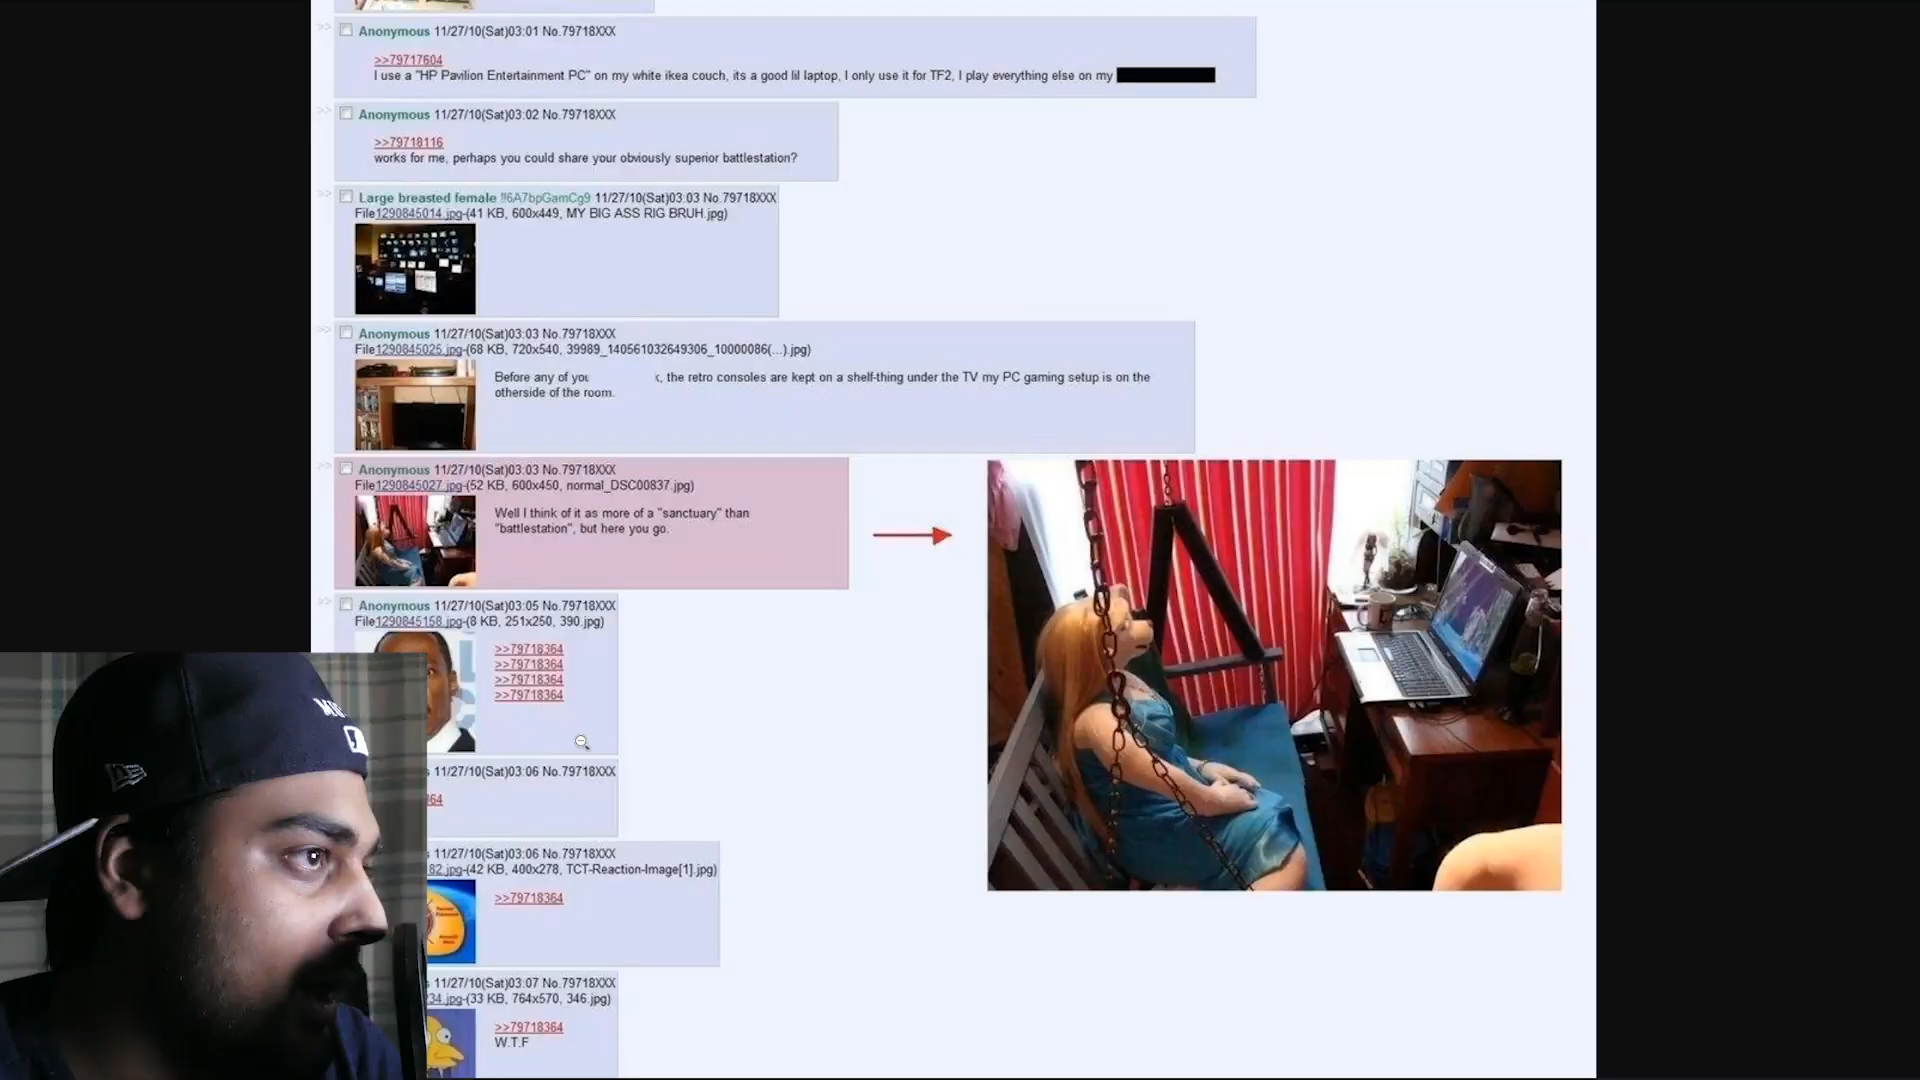 Anonymous 11/27/10(Sat)03:01 No.79718XXX
>>79717604
I use a "HP Pavilion Entertainment PC" on my white ikea couch, its a good lil laptop, I only use it for TF2, I play everything else on my
Anonymous 11/27/10(Sat)03:02 No.79718XXX
>>79718116
works for me, perhaps you could share your obviously superior battlestation?
Large breasted female !!6A7bpGamCg9 11/27/10(Sat)03:03 No.79718XXX
File1290845014.jpg-(41 KB, 600x449, MY BIG ASS RIG BRUH.jpg)
Anonymous 11/27/10(Sat)03:03 No.79718XXX
File1290845025.jpg-(68 KB, 720x540, 39989_140561032649306_10000086(...).jpg)
Before any of you , the retro consoles are kept on a shelf-thing under the TV my PC gaming setup is on the
otherside of the room.
Anonymous 11/27/10(Sat)03:03 No.79718XXX
File1290845027.jpg-(52 KB, 600x450, normal_DSC00837.jpg)
Well I think of it as more of a "sanctuary" than
"battlestation", but here you go.
Anonymous 11/27/10(Sat)03:05 No.79718XXX
File1290845158.jpg-(8 KB, 251x250, 390.jpg)
>>79718364
>>79718364
>>79718364
>>79718364
s 11/27/10(Sat)03:06 No.79718XXX
64
s 11/27/10(Sat)03:06 No.79718XXX
82.jpg-(42 KB, 400x278, TCT-Reaction-Image[1].jpg)
>>79718364
s 11/27/10(Sat)03:07 No.79718XXX
34.jpg-(33 KB, 764x570, 346.jpg)
>>79718364
W.T.F